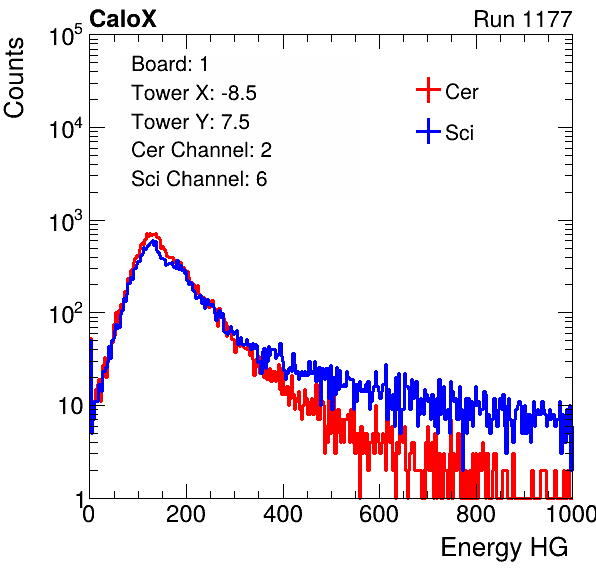 CaloX Run 1177
Counts
10^5
10^4
10^3
10^2
10
1
Board: 1
Tower X: -8.5
Tower Y: 7.5
Cer Channel: 2
Sci Channel: 6
Cer
Sci
0 200 400 600 800 1000
Energy HG